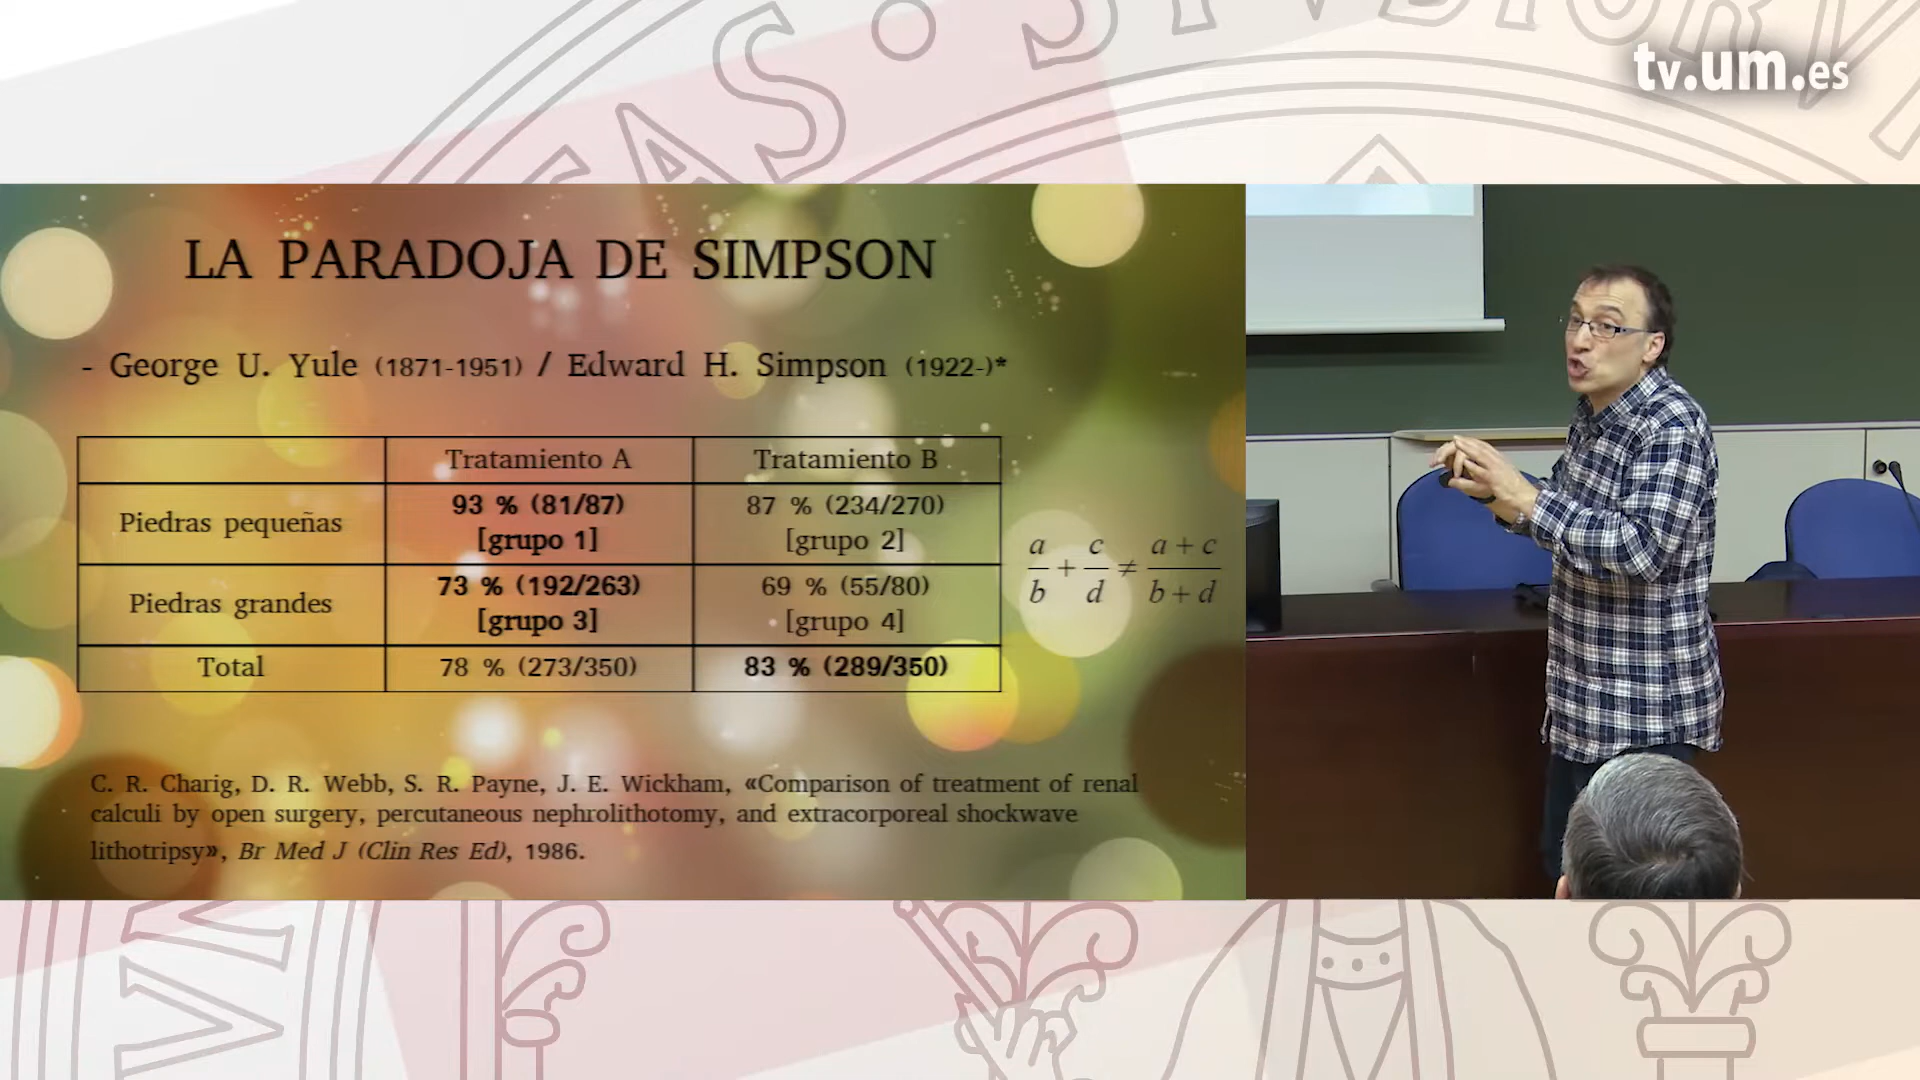 tv.um.es
LA PARADOJA DE SIMPSON
- George U. Yule (1871-1951) / Edward H. Simpson (1922-)*
Tratamiento A
Tratamiento B
Piedras pequeñas
93 % (81/87)
[grupo 1]
87 % (234/270)
[grupo 2]
Piedras grandes
73 % (192/263)
[grupo 3]
69 % (55/80)
[grupo 4]
Total
78 % (273/350)
83 % (289/350)
a/b + c/d ≠ a + c/b + d
C. R. Charig, D. R. Webb, S. R. Payne, J. E. Wickham, «Comparison of treatment of renal
calculi by open surgery, percutaneous nephrolithotomy, and extracorporeal shockwave
lithotripsy», Br Med J (Clin Res Ed), 1986.